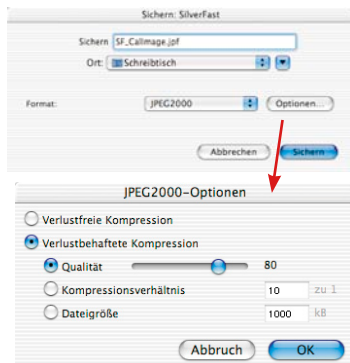 Sichern: SilverFast
Sichern SF_CalImage.jpf
Ort: Schreibtisch
Format: JPEG2000 Optionen...
Abbrechen Sichern
JPEG2000-Optionen
Verlustfreie Kompression
Verlustbehaftete Kompression
Qualität 80
Kompressionsverhältnis 10 zu 1
Dateigröße 1000 kB
Abbruch OK